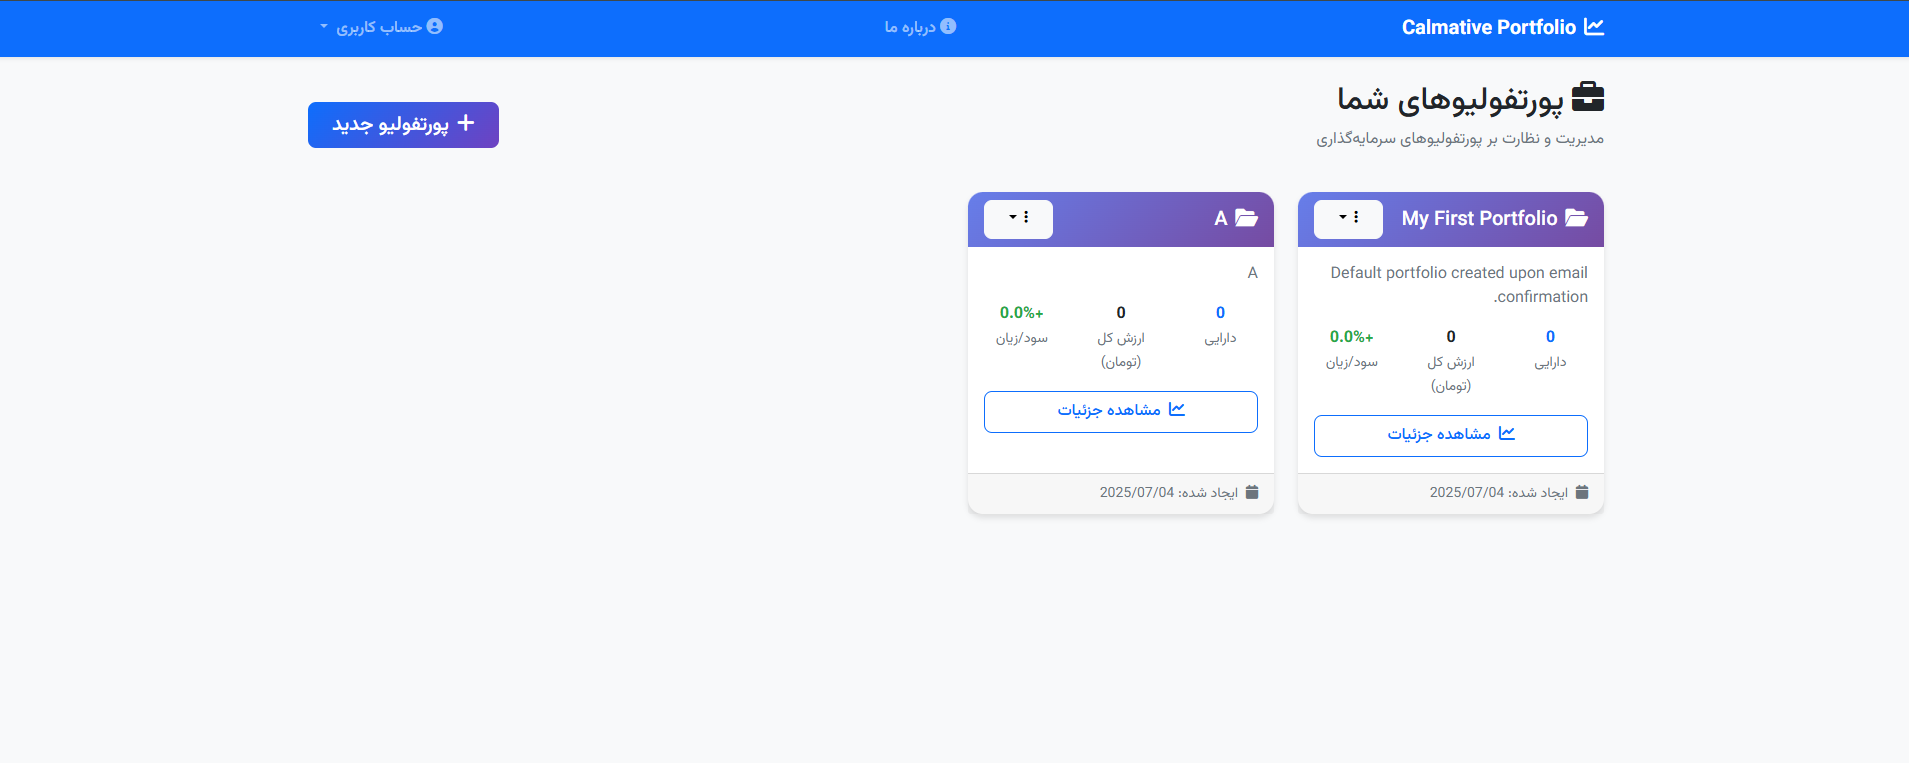 Calmative Portfolio
درباره ما
حساب کاربری
پورتفولیوهای شما
مدیریت و نظارت بر پورتفولیوهای سرمایه‌گذاری
پورتفولیو جدید
My First Portfolio
Default portfolio created upon email
.confirmation
0
0
0.0%+
دارایی
ارزش کل
(تومان)
سود/زیان
مشاهده جزئیات
ایجاد شده: 2025/07/04
A
A
0
0
0.0%+
دارایی
ارزش کل
(تومان)
سود/زیان
مشاهده جزئیات
ایجاد شده: 2025/07/04